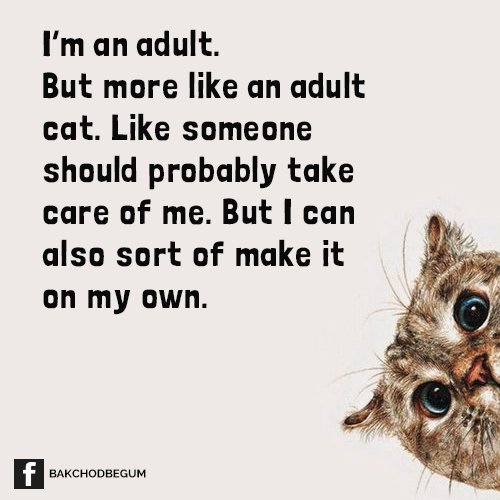 I'm an adult.
But more like an adult
cat. Like someone
should probably take
care of me. But I can
also sort of make it
on my own.
f BAKCHODBEGUM